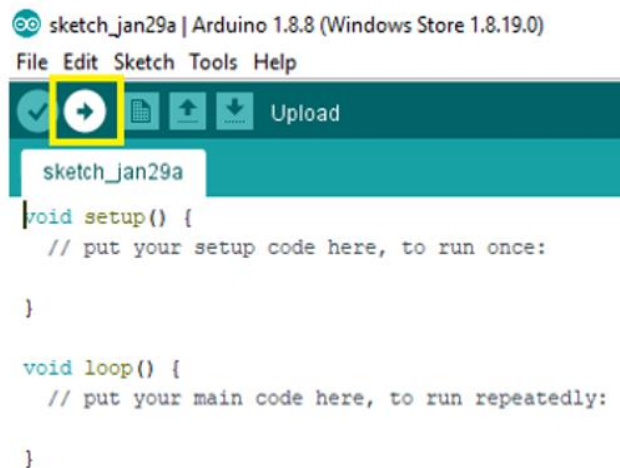 sketch_jan29a | Arduino 1.8.8 (Windows Store 1.8.19.0)
File Edit Sketch Tools Help
Upload
sketch_jan29a
void setup() {
  // put your setup code here, to run once:
}
void loop() {
  // put your main code here, to run repeatedly:
}